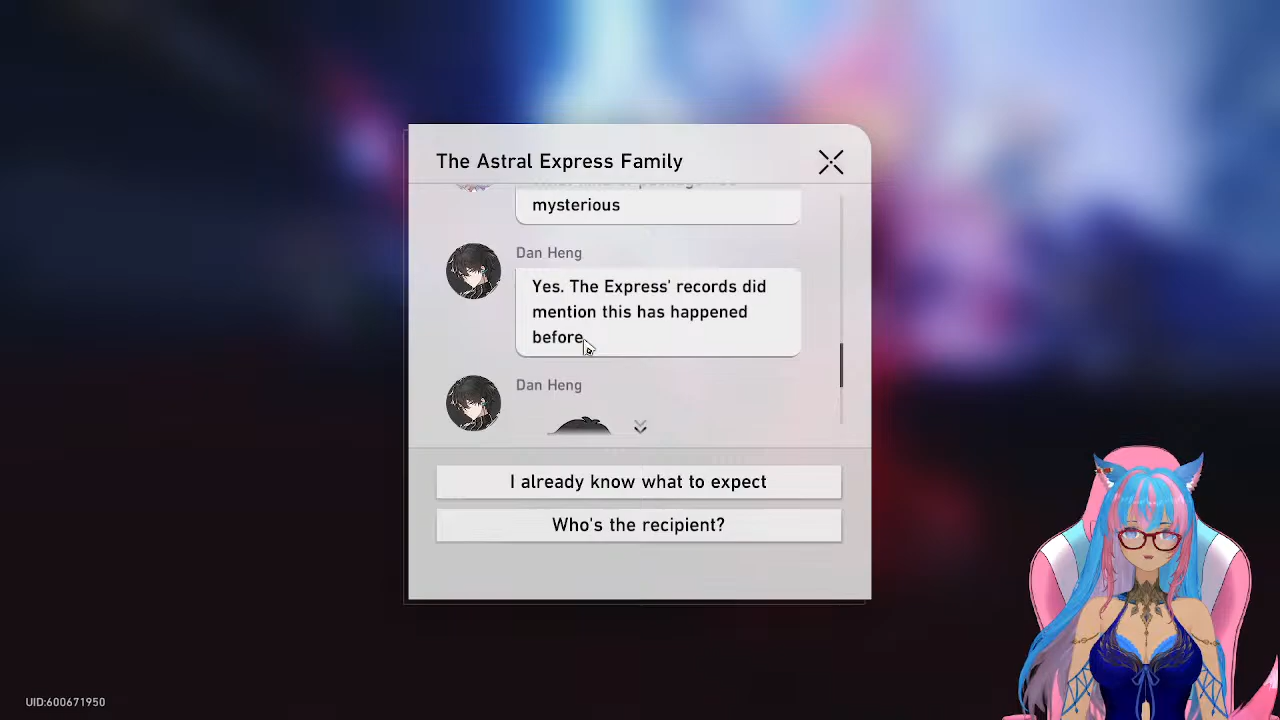 The Astral Express Family
mysterious
Dan Heng
Yes. The Express' records did
mention this has happened
before.
Dan Heng
I already know what to expect
Who's the recipient?
UID:600671950